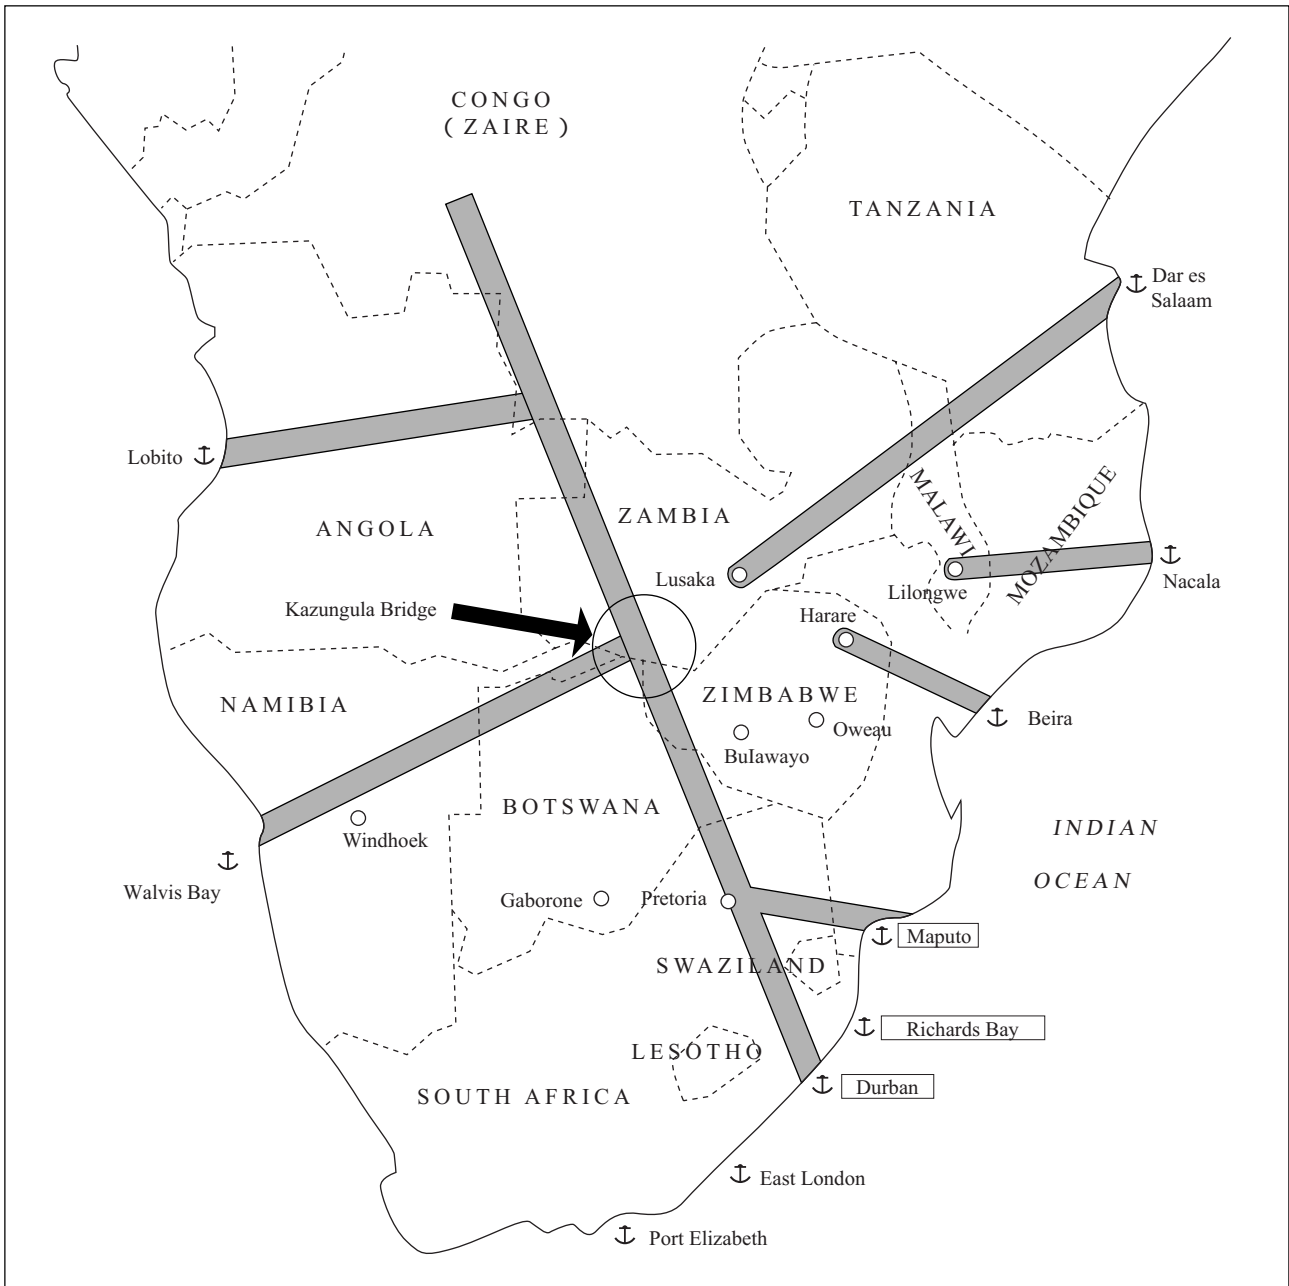 CONGO
( ZAIRE )
TANZANIA
Dar es
Salaam
Lobito
ANGOLA
ZAMBIA
MALAWI
MOZAMBIQUE
Lusaka
Lilongwe
Nacala
Kazungula Bridge
Harare
NAMIBIA
ZIMBABWE
Oweau
Beira
Bulawayo
BOTSWANA
Windhoek
INDIAN
OCEAN
Walvis Bay
Gaborone
Pretoria
Maputo
SWAZILAND
Richards Bay
LESOTHO
Durban
SOUTH AFRICA
East London
Port Elizabeth